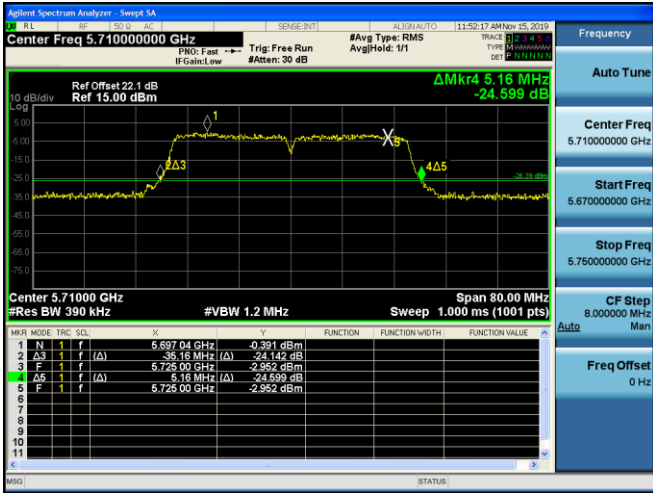 Agilent Spectrum Analyzer - Swept SA
RL RF 50 Ω AC SENSE:INT ALIGNAUTO 11:52:17 AM Nov 15, 2019
Center Freq 5.710000000 GHz
PNO: Fast
IFGain:Low
Trig: Free Run
#Atten: 30 dB
#Avg Type: RMS
Avg|Hold: 1/1
TRACE 1 2 3 4 5 6
TYPE M WWWWW
DET P N N N N N
Frequency
Auto Tune
Center Freq
5.710000000 GHz
Start Freq
5.670000000 GHz
Stop Freq
5.750000000 GHz
CF Step
8.000000 MHz
Auto Man
Freq Offset
0 Hz
ΔMkr4 5.16 MHz
-24.599 dB
Ref Offset 22.1 dB
10 dB/div Ref 15.00 dBm
Log
5.00
-5.00
-15.0
-25.0
-35.0
-45.0
-55.0
-65.0
-75.0
1
2Δ3
5
4Δ5
-26.39 dBm
Center 5.71000 GHz Span 80.00 MHz
#Res BW 390 kHz #VBW 1.2 MHz Sweep 1.000 ms (1001 pts)
MKR MODE TRC SCL X Y FUNCTION FUNCTION WIDTH FUNCTION VALUE
1 N 1 f 5.697 04 GHz -0.391 dBm
2 Δ3 1 f (Δ) -35.16 MHz (Δ) -24.142 dB
3 F 1 f 5.725 00 GHz -2.952 dBm
4 Δ5 1 f (Δ) 5.16 MHz (Δ) -24.599 dB
5 F 1 f 5.725 00 GHz -2.952 dBm
6
7
8
9
10
11
MSG STATUS